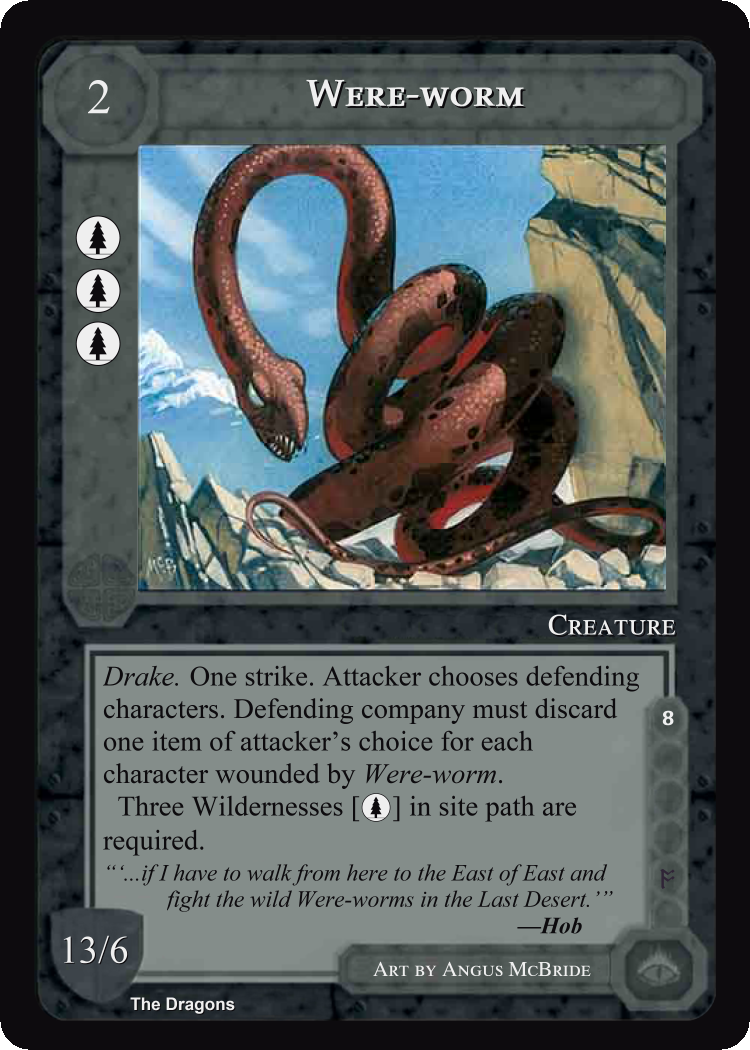 2
Were-worm
Creature
Drake. One strike. Attacker chooses defending
characters. Defending company must discard
one item of attacker’s choice for each
character wounded by Were-worm.
Three Wildernesses [ ] in site path are
required.
“‘...if I have to walk from here to the East of East and
fight the wild Were-worms in the Last Desert.’”
—Hob
8
13/6
Art by Angus McBride
The Dragons
McB